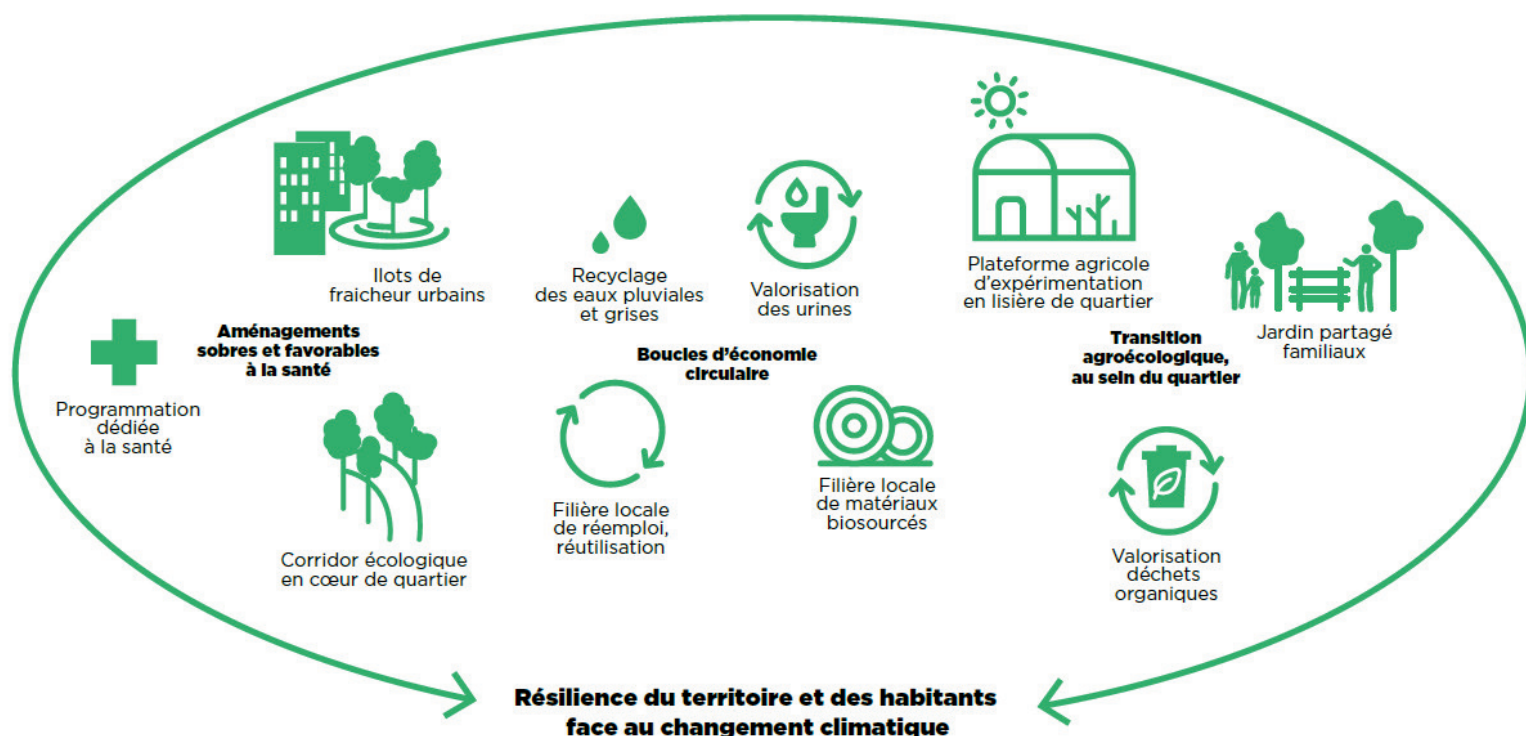 Ilots de
fraicheur urbains
Recyclage
des eaux pluviales
et grises
Valorisation
des urines
Plateforme agricole
d'expérimentation
en lisière de quartier
Jardin partagé
familiaux
Programmation
dédiée
à la santé
Aménagements
sobres et favorables
à la santé
Boucles d'économie
circulaire
Transition
agroécologique,
au sein du quartier
Corridor écologique
en cœur de quartier
Filière locale
de réemploi,
réutilisation
Filière locale
de matériaux
biosourcés
Valorisation
déchets
organiques
Résilience du territoire et des habitants
face au changement climatique